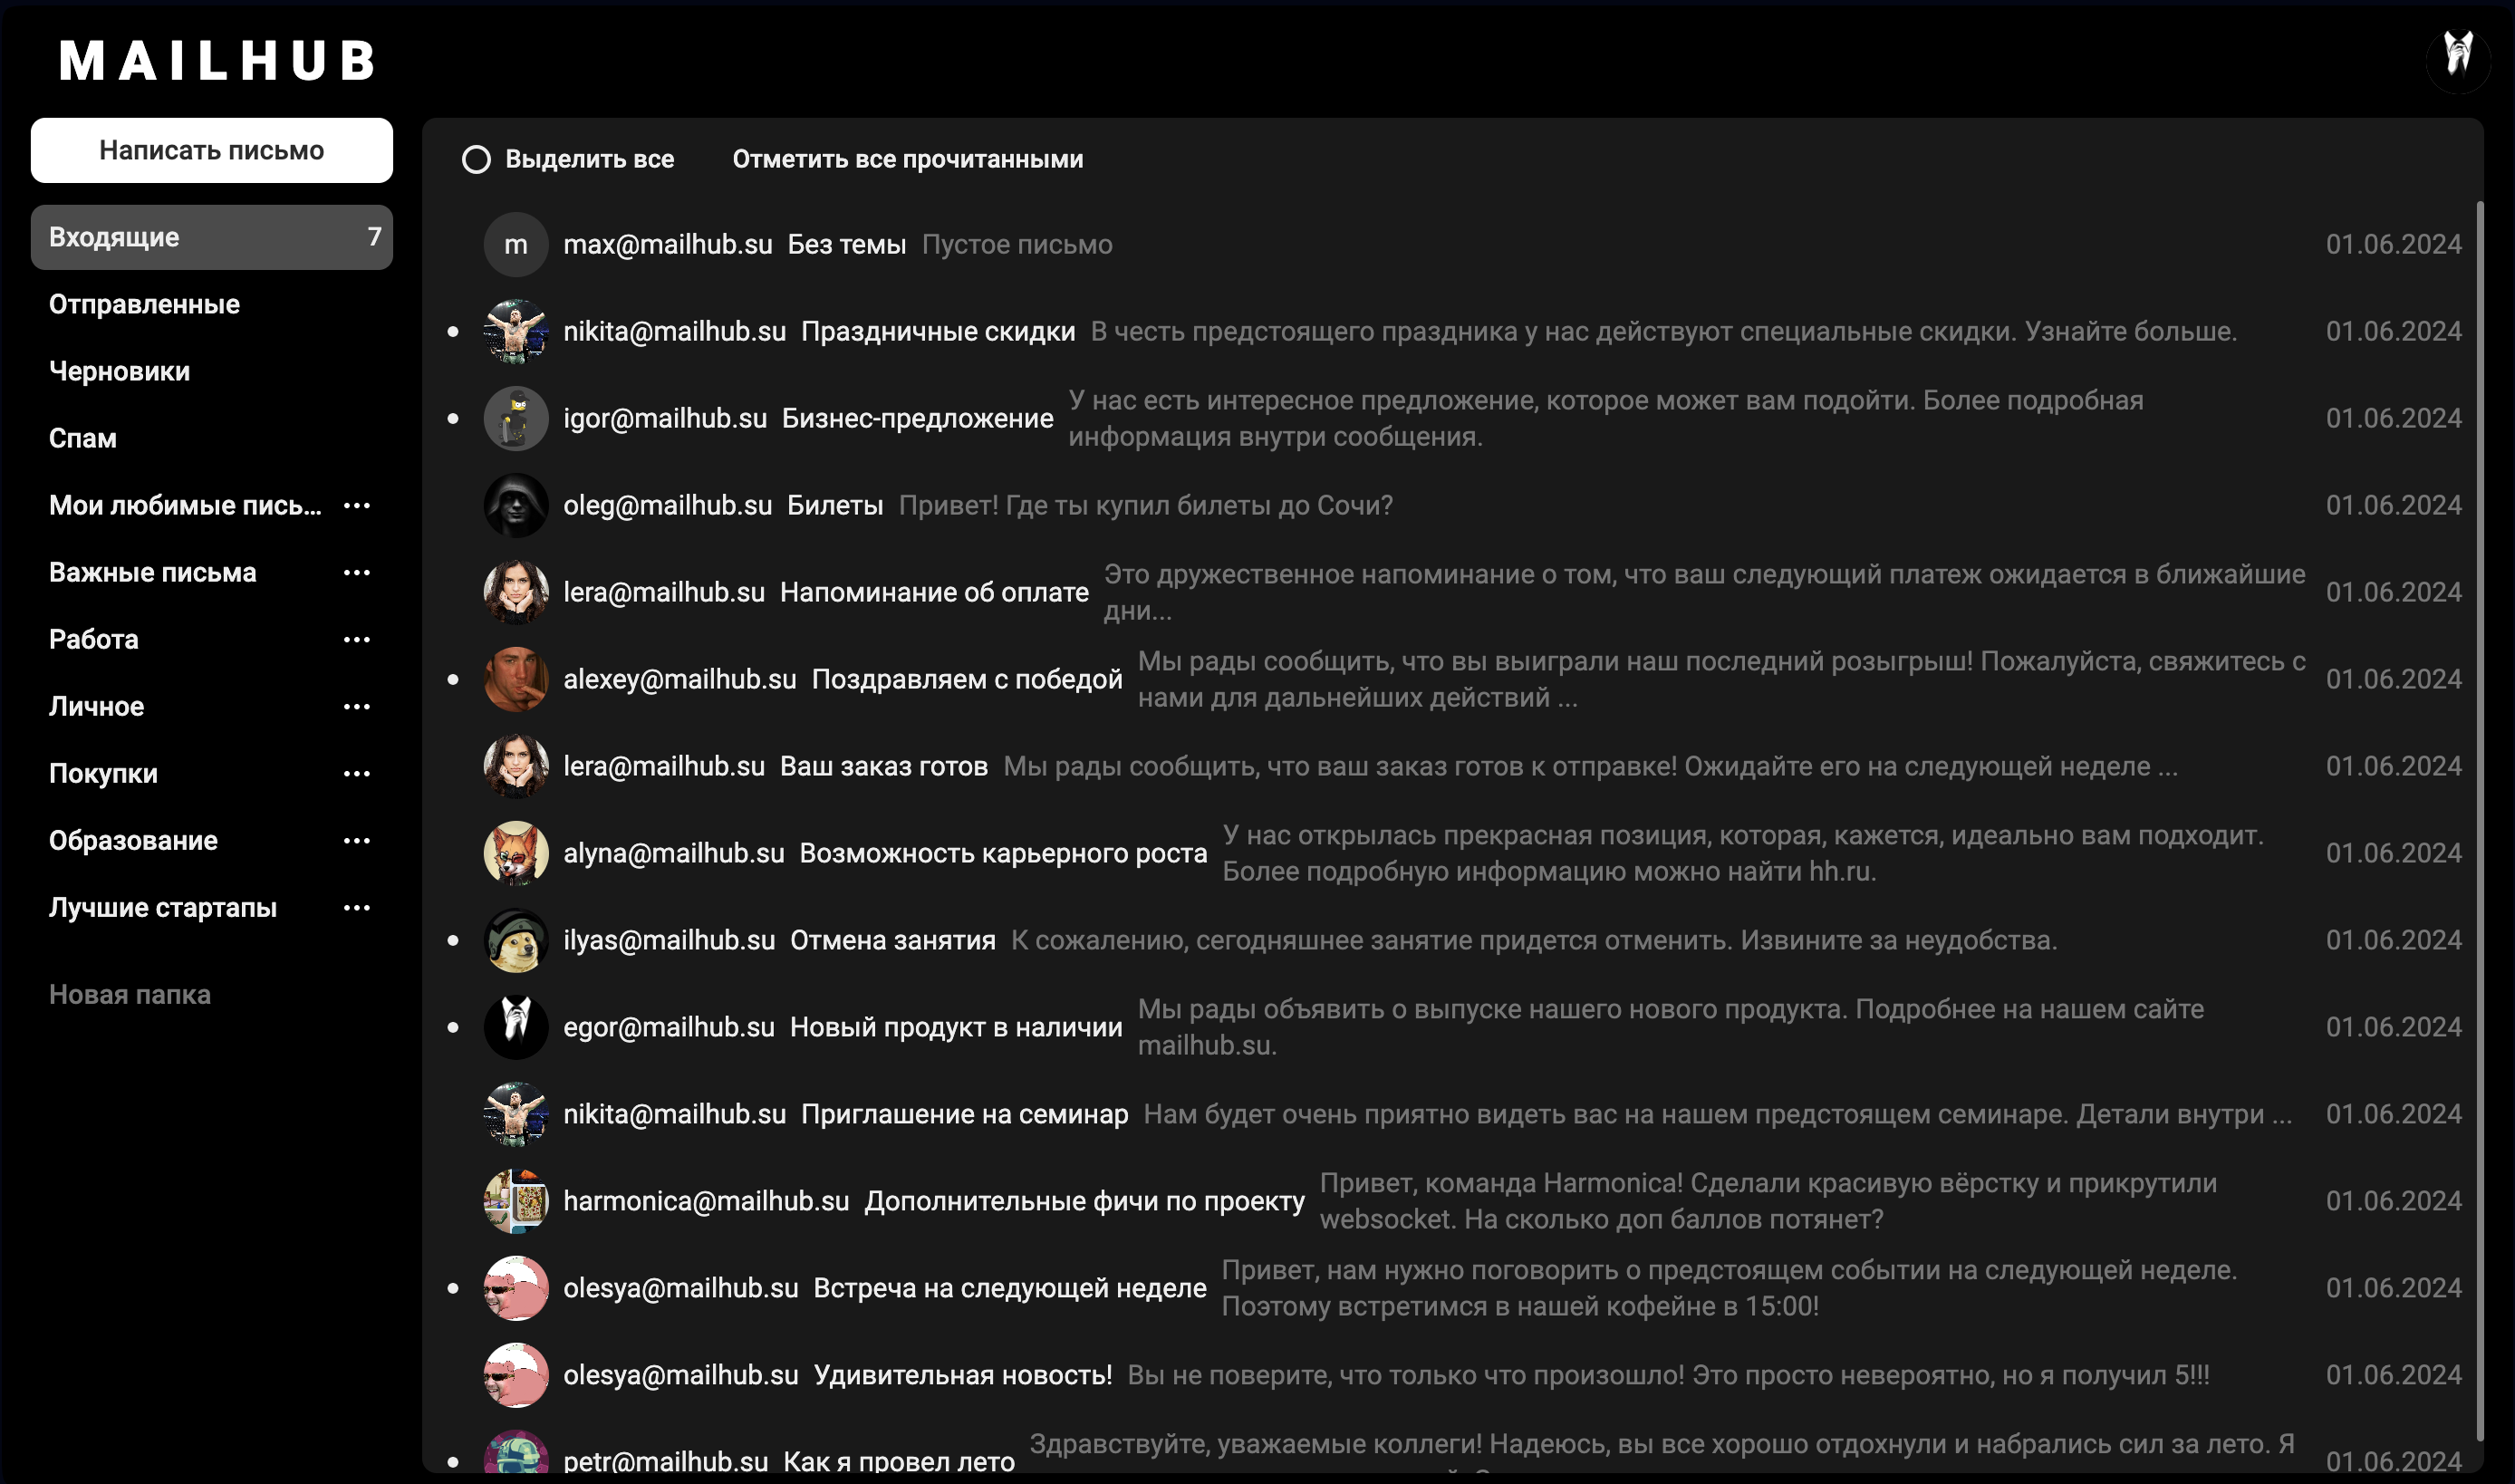 MAILHUB
Написать письмо
Входящие 7
Отправленные
Черновики
Спам
Мои любимые пись... ...
Важные письма ...
Работа ...
Личное ...
Покупки ...
Образование ...
Лучшие стартапы ...
Новая папка
Выделить все Отметить все прочитанными
m max@mailhub.su Без темы Пустое письмо 01.06.2024
nikita@mailhub.su Праздничные скидки В честь предстоящего праздника у нас действуют специальные скидки. Узнайте больше. 01.06.2024
igor@mailhub.su Бизнес-предложение У нас есть интересное предложение, которое может вам подойти. Более подробная
информация внутри сообщения. 01.06.2024
oleg@mailhub.su Билеты Привет! Где ты купил билеты до Сочи? 01.06.2024
lera@mailhub.su Напоминание об оплате Это дружественное напоминание о том, что ваш следующий платеж ожидается в ближайшие
дни... 01.06.2024
alexey@mailhub.su Поздравляем с победой Мы рады сообщить, что вы выиграли наш последний розыгрыш! Пожалуйста, свяжитесь с
нами для дальнейших действий ... 01.06.2024
lera@mailhub.su Ваш заказ готов Мы рады сообщить, что ваш заказ готов к отправке! Ожидайте его на следующей неделе ... 01.06.2024
alyna@mailhub.su Возможность карьерного роста У нас открылась прекрасная позиция, которая, кажется, идеально вам подходит.
Более подробную информацию можно найти hh.ru. 01.06.2024
ilyas@mailhub.su Отмена занятия К сожалению, сегодняшнее занятие придется отменить. Извините за неудобства. 01.06.2024
egor@mailhub.su Новый продукт в наличии Мы рады объявить о выпуске нашего нового продукта. Подробнее на нашем сайте
mailhub.su. 01.06.2024
nikita@mailhub.su Приглашение на семинар Нам будет очень приятно видеть вас на нашем предстоящем семинаре. Детали внутри ... 01.06.2024
harmonica@mailhub.su Дополнительные фичи по проекту Привет, команда Harmonica! Сделали красивую вёрстку и прикрутили
websocket. На сколько доп баллов потянет? 01.06.2024
olesya@mailhub.su Встреча на следующей неделе Привет, нам нужно поговорить о предстоящем событии на следующей неделе.
Поэтому встретимся в нашей кофейне в 15:00! 01.06.2024
olesya@mailhub.su Удивительная новость! Вы не поверите, что только что произошло! Это просто невероятно, но я получил 5!!! 01.06.2024
petr@mailhub.su Как я провел лето Здравствуйте, уважаемые коллеги! Надеюсь, вы все хорошо отдохнули и набрались сил за лето. Я 01.06.2024